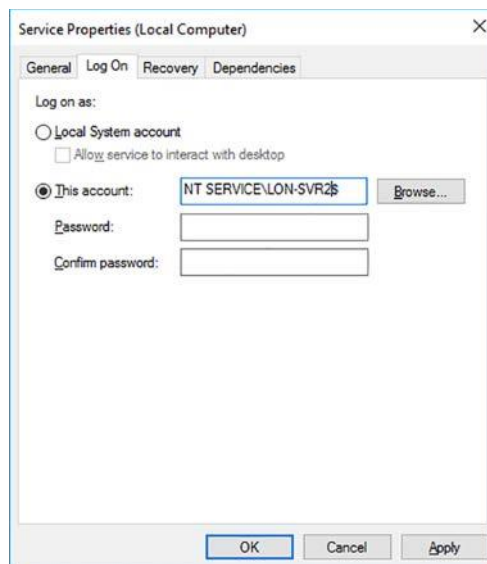 Service Properties (Local Computer)
General Log On Recovery Dependencies
Log on as:
Local System account
Allow service to interact with desktop
This account: NT SERVICE\LON-SVR2$ Browse...
Password:
Confirm password:
OK Cancel Apply